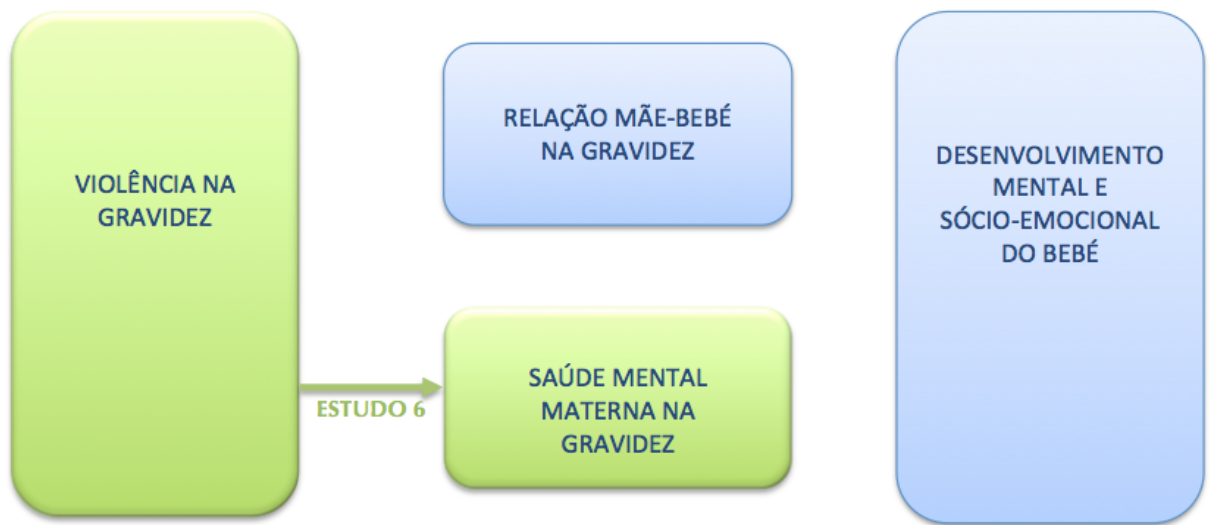 VIOLÊNCIA NA
GRAVIDEZ
RELAÇÃO MÃE-BEBÉ
NA GRAVIDEZ
ESTUDO 6
SAÚDE MENTAL
MATERNA NA
GRAVIDEZ
DESENVOLVIMENTO
MENTAL E
SÓCIO-EMOCIONAL
DO BEBÉ